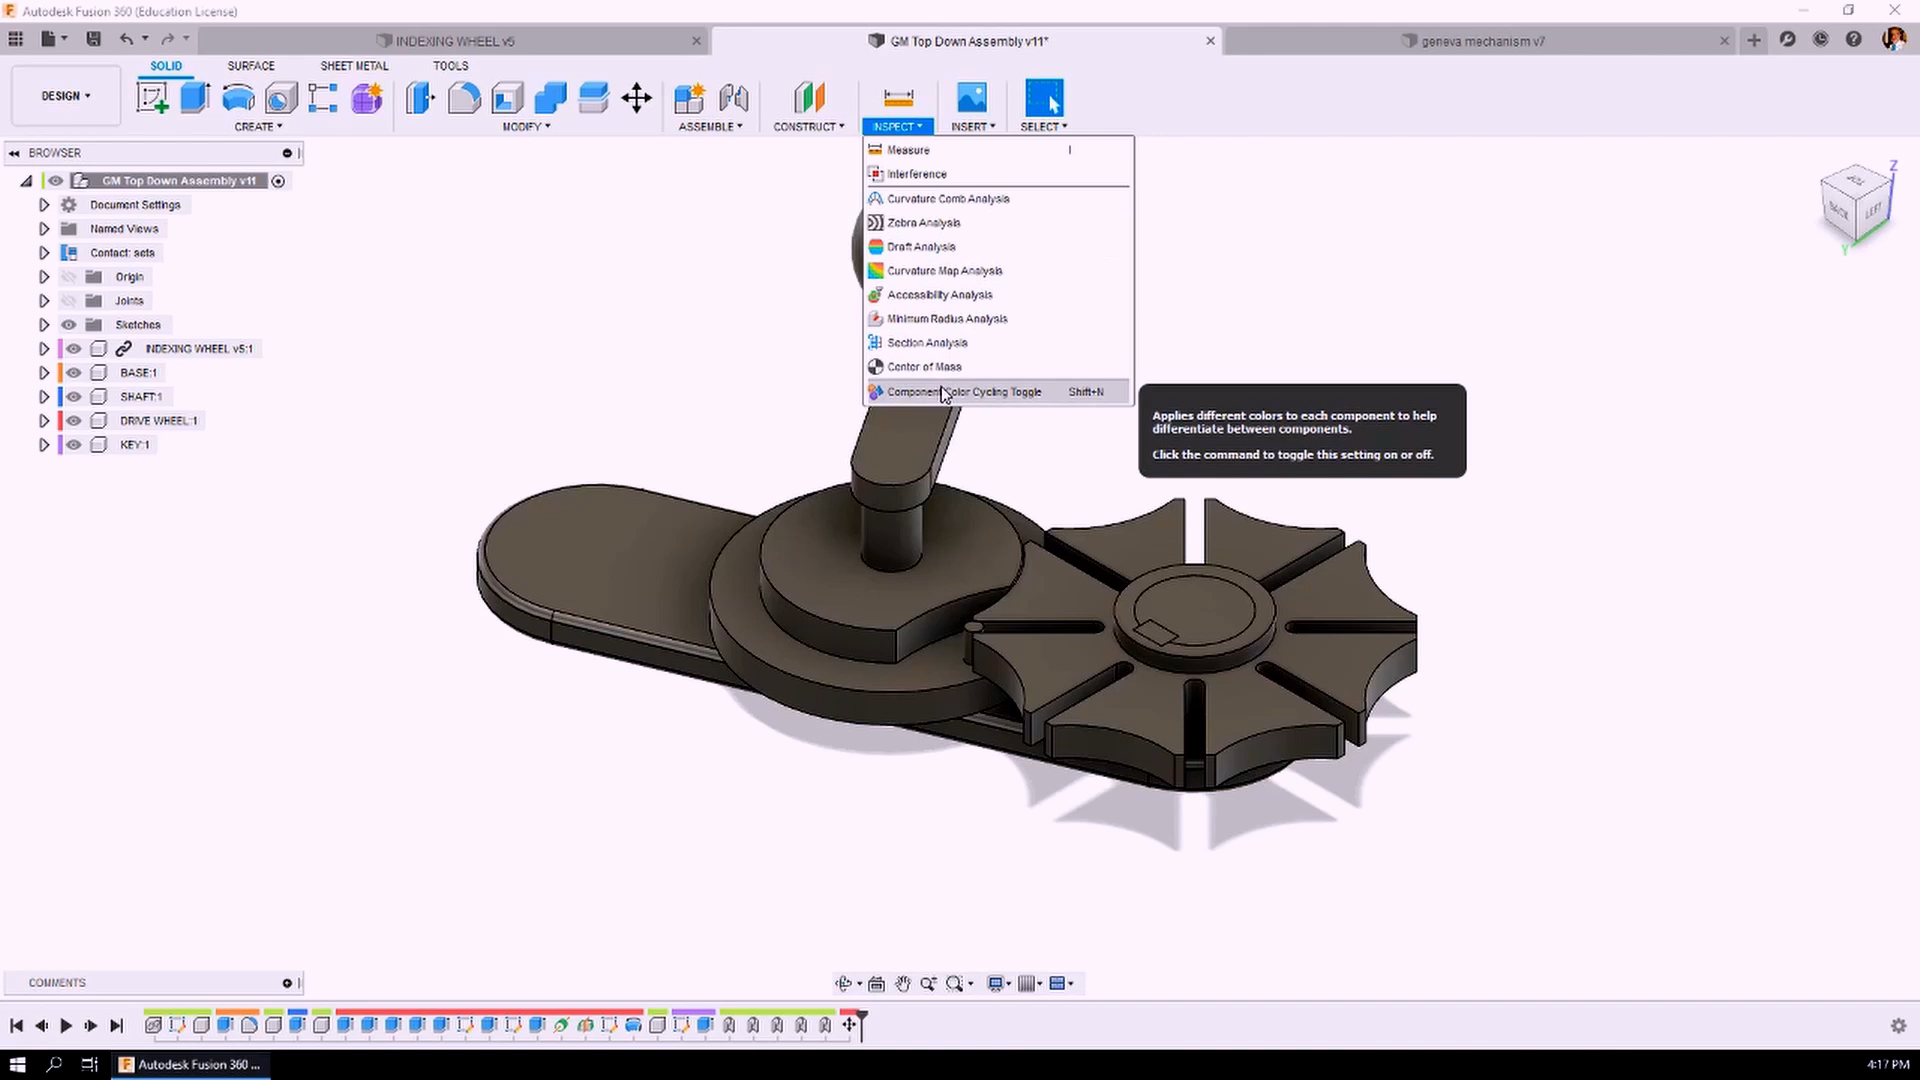 Autodesk Fusion 360 (Education License)
INDEXING WHEEL v5
GM Top Down Assembly v11*
geneva mechanism v7
SOLID
SURFACE
SHEET METAL
TOOLS
DESIGN
CREATE
MODIFY
ASSEMBLE
CONSTRUCT
INSPECT
INSERT
SELECT
BROWSER
GM Top Down Assembly v11
Document Settings
Named Views
Contact: sets
Origin
Joints
Sketches
INDEXING WHEEL v5:1
BASE:1
SHAFT:1
DRIVE WHEEL:1
KEY:1
Measure I
Interference
Curvature Comb Analysis
Zebra Analysis
Draft Analysis
Curvature Map Analysis
Accessibility Analysis
Minimum Radius Analysis
Section Analysis
Center of Mass
Component Color Cycling Toggle Shift+N
Applies different colors to each component to help
differentiate between components.
Click the command to toggle this setting on or off.
TOP
BACK
LEFT
Z
Y
COMMENTS
Autodesk Fusion 360 ...
4:17 PM